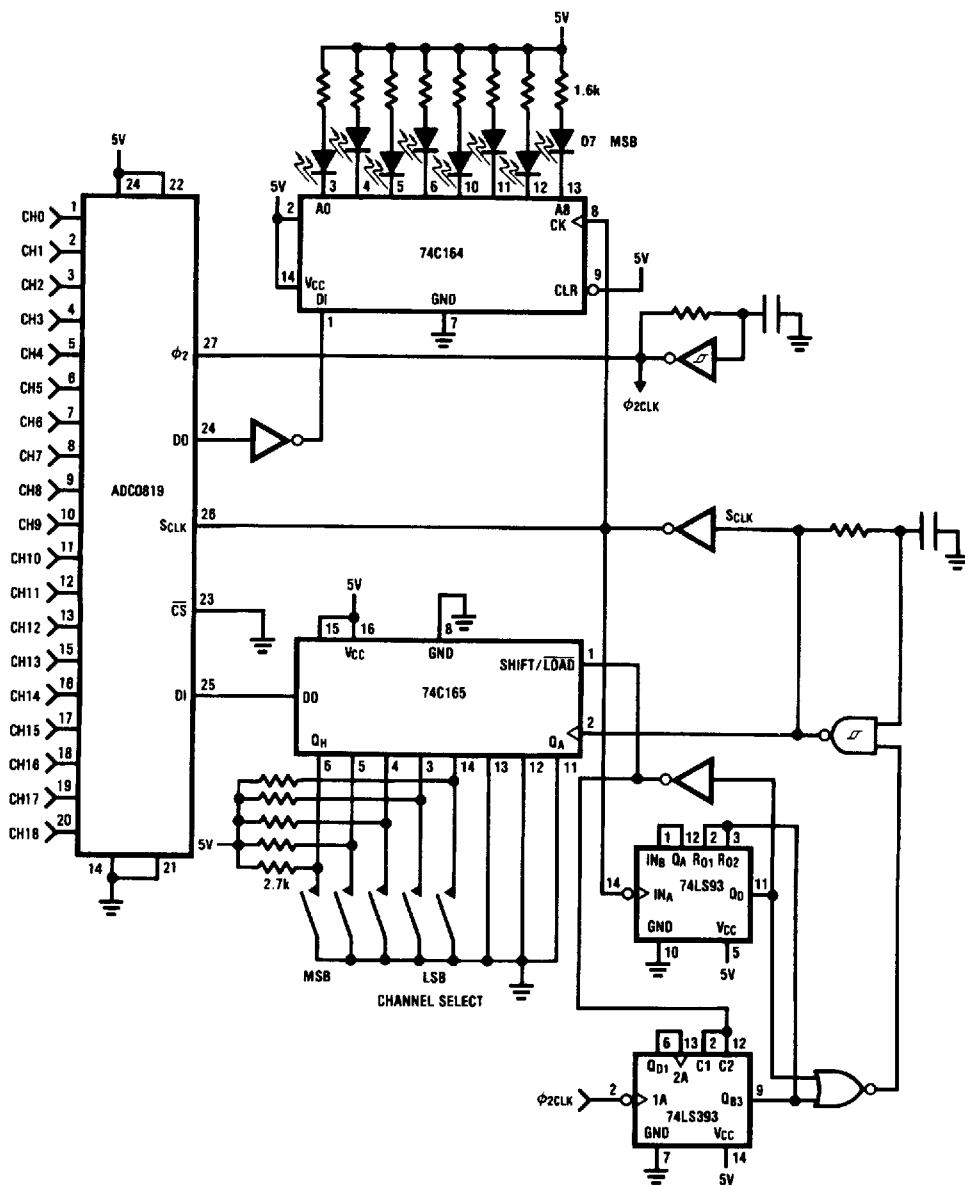 5V
1.6k
D7 MSB
3 4 5 6 10 11 12 13
A0 A8
CK 8
5V
2
74C164
14 VCC
DI
GND
CLR 9
5V
1
7
5V
24 22
CH0 1
CH1 2
CH2 3
CH3 4
CH4 5
CH5 6
CH6 7
CH7 8
CH8 9
CH9 10
CH10 11
CH11 12
CH12 13
CH13 15
CH14 16
CH15 17
CH16 18
CH17 19
CH18 20
ADC0819
ϕ2 27
DO 24
SCLK 26
CS 23
DI 25
14 21
ϕ2CLK
SCLK
5V
15 16
VCC
8
GND
SHIFT/LOAD 1
DO
74C165
2
QH QA
6 5 4 3 14 13 12 11
5V
2.7k
MSB LSB
CHANNEL SELECT
1 12 2 3
INB QA R01 R02
14 INA
74LS93
QD 11
GND VCC
10 5
5V
6 13 2 12
QD1 2A C1 C2
ϕ2CLK 2 1A
QB3 9
74LS393
GND VCC
7 14
5V